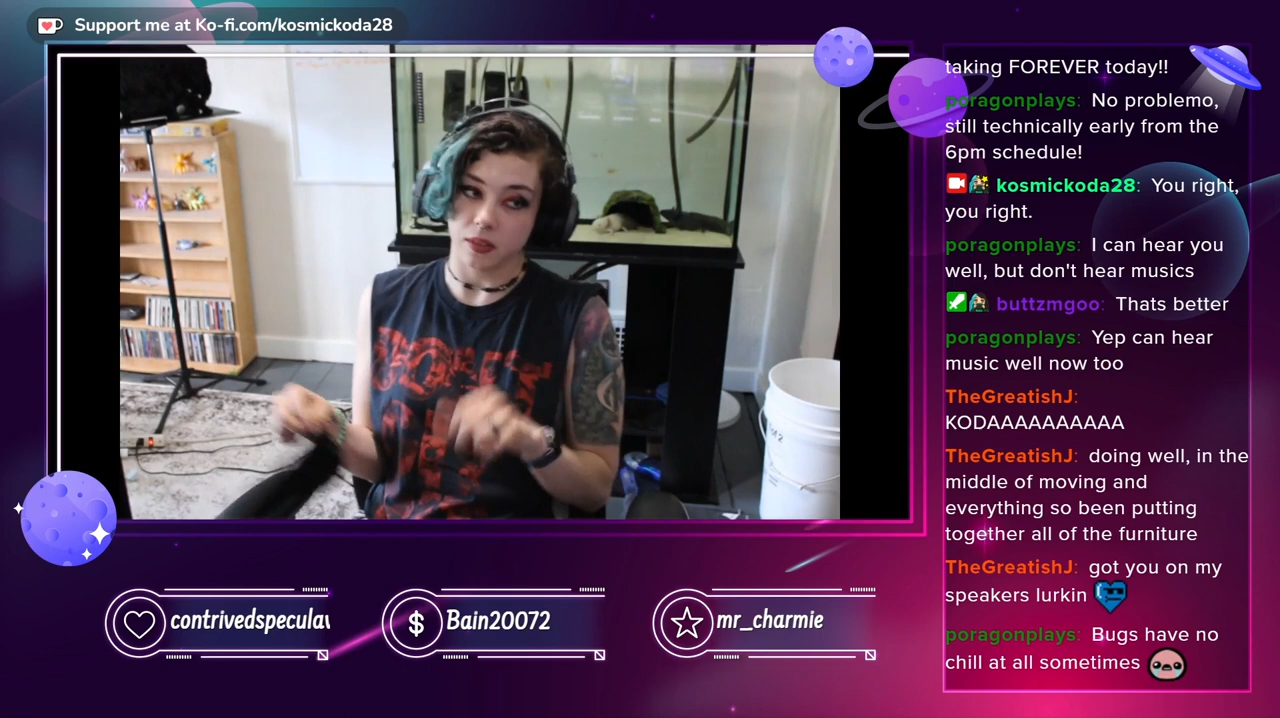 Support me at Ko-fi.com/kosmickoda28
taking FOREVER today!!
poragonplays: No problemo,
still technically early from the
6pm schedule!
kosmickoda28: You right,
you right.
poragonplays: I can hear you
well, but don't hear musics
buttzmgoo: Thats better
poragonplays: Yep can hear
music well now too
TheGreatishJ:
KODAAAAAAAAAA
TheGreatishJ: doing well, in the
middle of moving and
everything so been putting
together all of the furniture
TheGreatishJ: got you on my
speakers lurkin
poragonplays: Bugs have no
chill at all sometimes
contrivedspecula
$ Bain20072
mr_charmie